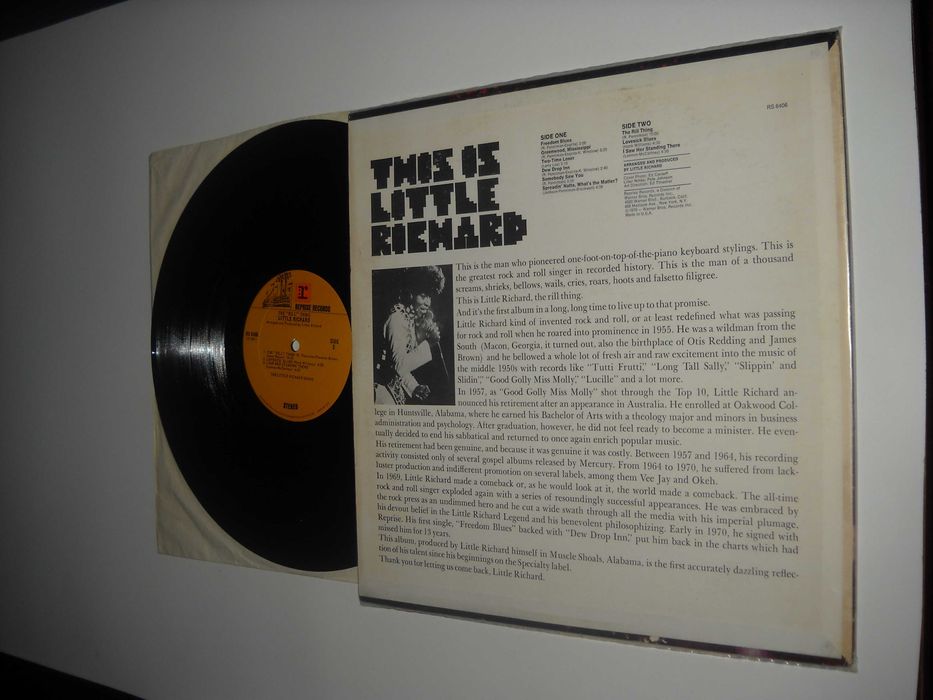 RS 6406
THIS IS
LITTLE
RICHARD
SIDE ONE
Freedom Blues
Greenwood, Mississippi
Two-Time Loser
Dew Drop Inn
Somebody Saw You
Spreadin' Natta, What's the Matter?
SIDE TWO
The Rill Thing
Lovesick Blues
I Saw Her Standing There
(Lennon-McCartney)
ARRANGED AND PRODUCED
BY LITTLE RICHARD
Made in U.S.A.
This is the man who pioneered one-foot-on-top-of-the-piano keyboard stylings. This is
the greatest rock and roll singer in recorded history. This is the man of a thousand
screams, shrieks, bellows, wails, cries, roars, hoots and falsetto filigree.
This is Little Richard, the rill thing.
And it's the first album in a long, long time to live up to that promise.
Little Richard kind of invented rock and roll, or at least redefined what was passing
for rock and roll when he roared into prominence in 1955. He was a wildman from the
South (Macon, Georgia, it turned out, also the birthplace of Otis Redding and James
Brown) and he bellowed a whole lot of fresh air and raw excitement into the music of
the middle 1950s with records like "Tutti Frutti," "Long Tall Sally," "Slippin' and
Slidin'," "Good Golly Miss Molly," "Lucille" and a lot more.
In 1957, as "Good Golly Miss Molly" shot through the Top 10, Little Richard an-
nounced his retirement after an appearance in Australia. He enrolled at Oakwood Col-
lege in Huntsville, Alabama, where he earned his Bachelor of Arts with a theology major and minors in business
administration and psychology. After graduation, however, he did not feel ready to become a minister. He even-
tually decided to end his sabbatical and returned to once again enrich popular music.
His retirement had been genuine, and because it was genuine it was costly. Between 1957 and 1964, his recording
activity consisted only of several gospel albums released by Mercury. From 1964 to 1970, he suffered from lack-
luster production and indifferent promotion on several labels, among them Vee Jay and Okeh.
In 1969, Little Richard made a comeback or, as he would look at it, the world made a comeback. The all-time
rock and roll singer exploded again with a series of resoundingly successful appearances. He was embraced by
the rock press as an undimmed hero and he cut a wide swath through all the media with his imperial plumage,
his devout belief in the Little Richard Legend and his benevolent philosophizing. Early in 1970, he signed with
Reprise. His first single, "Freedom Blues" backed with "Dew Drop Inn," put him back in the charts which had
missed him for 13 years.
This album, produced by Little Richard himself in Muscle Shoals, Alabama, is the first accurately dazzling reflec-
tion of his talent since his beginnings on the Specialty label.
Thank you for letting us come back, Little Richard.
REPRISE RECORDS
THE "RILL" THING
LITTLE RICHARD
SIDE
2
STEREO